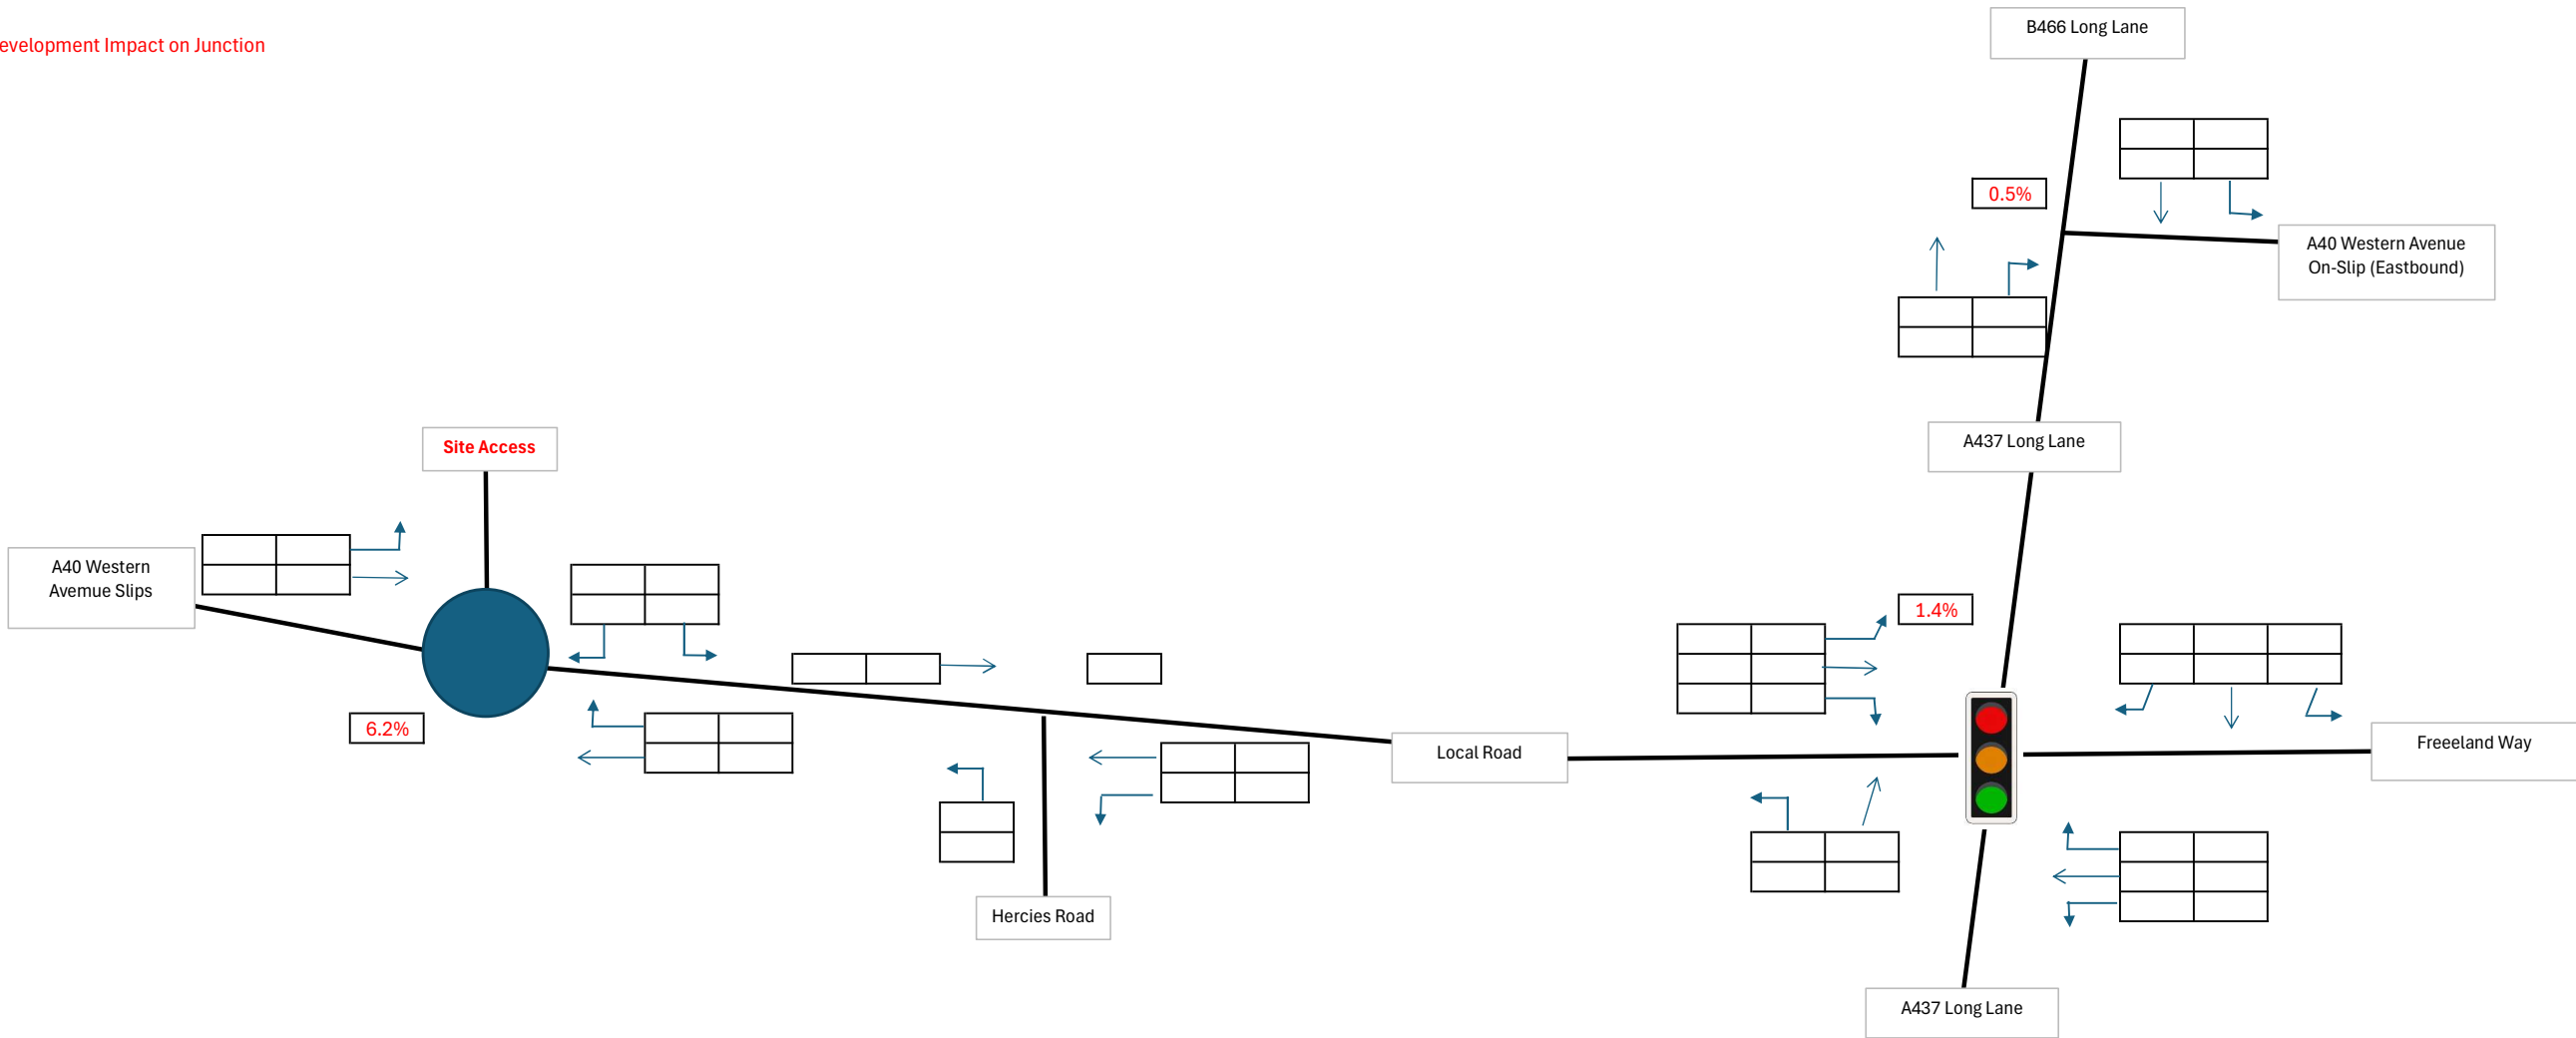 B466 Long Lane
evelopment Impact on Junction
0.5%
A40 Western Avenue
On-Slip (Eastbound)
A437 Long Lane
Site Access
A40 Western
Avemue Slips
1.4%
6.2%
Local Road
Freeeland Way
Hercies Road
A437 Long Lane